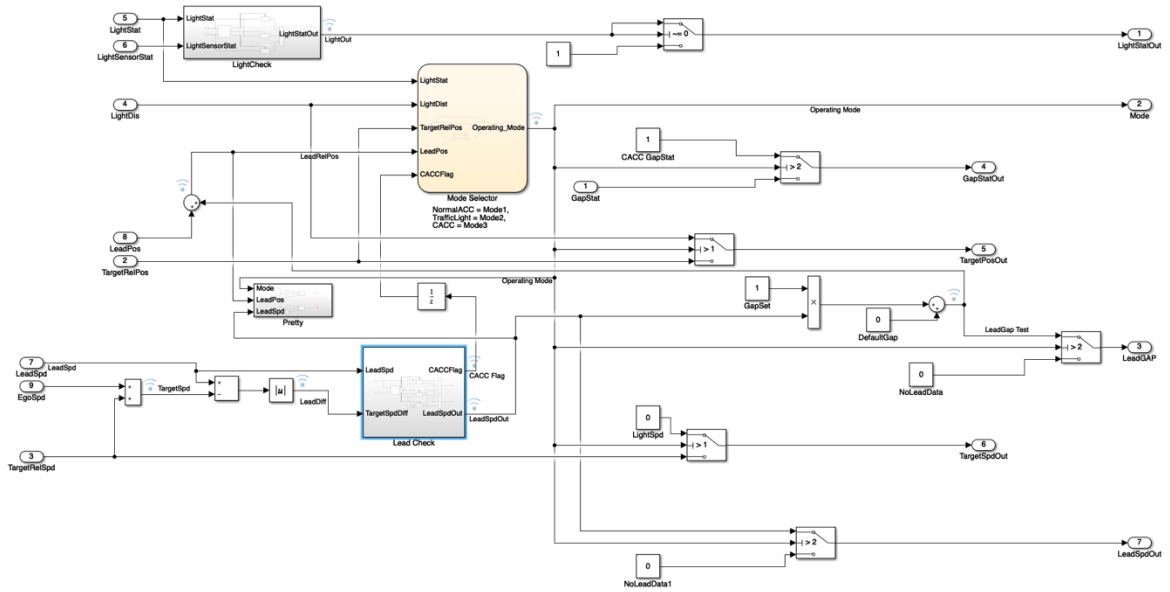 5
LightStat
6
LightSensorStat
LightStat
LightStatOut
LightSensorStat
LightCheck
LightOut
1
~= 0
1
LightStatOut
4
LightDis
LightStat
LightDist
TargetRelPos
Operating_Mode
LeadPos
CACCFlag
Mode Selector
NormalACC = Mode1,
TrafficLight = Mode2,
CACC = Mode3
Operating Mode
2
Mode
LeadRelPos
1
CACC GapStat
> 2
1
GapStat
4
GapStatOut
+
+
8
LeadPos
2
TargetRelPos
> 1
5
TargetPosOut
Operating Mode
Mode
LeadPos
LeadSpd
Pretty
1
z
1
GapSet
×
0
DefaultGap
+
+
LeadGap Test
> 2
3
LeadGAP
0
NoLeadData
7
LeadSpd
LeadSpd
9
EgoSpd
+
+
TargetSpd
+
−
|u|
LeadDiff
LeadSpd
CACCFlag
TargetSpdDiff
LeadSpdOut
Lead Check
CACC Flag
LeadSpdOut
0
LightSpd
> 1
6
TargetSpdOut
3
TargetRelSpd
> 2
0
NoLeadData1
7
LeadSpdOut